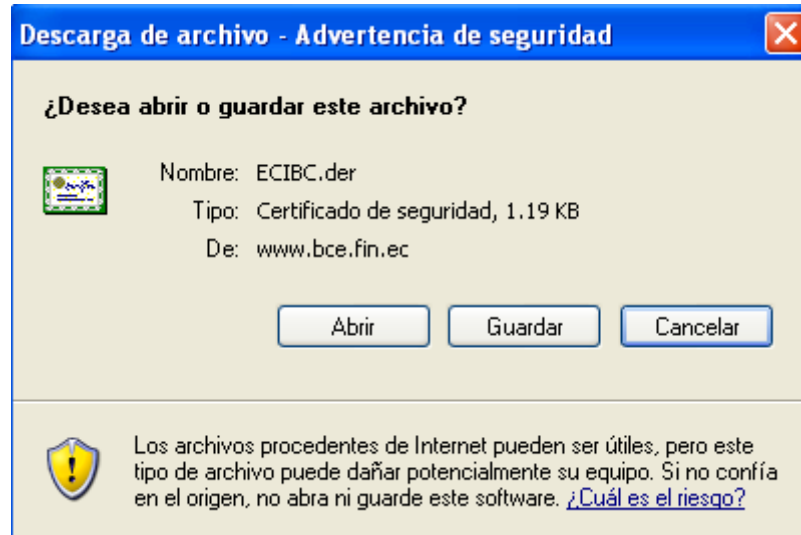 Descarga de archivo - Advertencia de seguridad
¿Desea abrir o guardar este archivo?
Nombre: ECIBC.der
Tipo: Certificado de seguridad, 1.19 KB
De: www.bce.fin.ec
Abrir Guardar Cancelar
Los archivos procedentes de Internet pueden ser útiles, pero este
tipo de archivo puede dañar potencialmente su equipo. Si no confía
en el origen, no abra ni guarde este software. ¿Cuál es el riesgo?